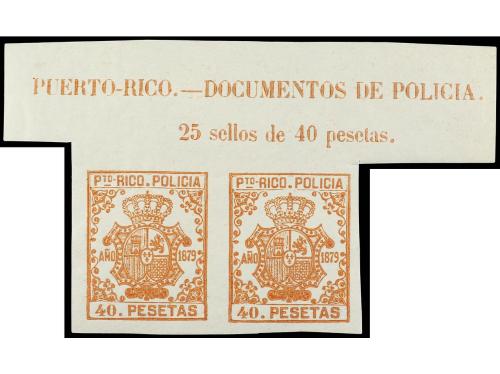 PUERTO-RICO.—DOCUMENTOS DE POLICIA.
25 sellos de 40 pesetas.
PTO-RICO.POLICIA PTO-RICO.POLICIA
AÑO 1879 AÑO 1879
40. PESETAS 40. PESETAS